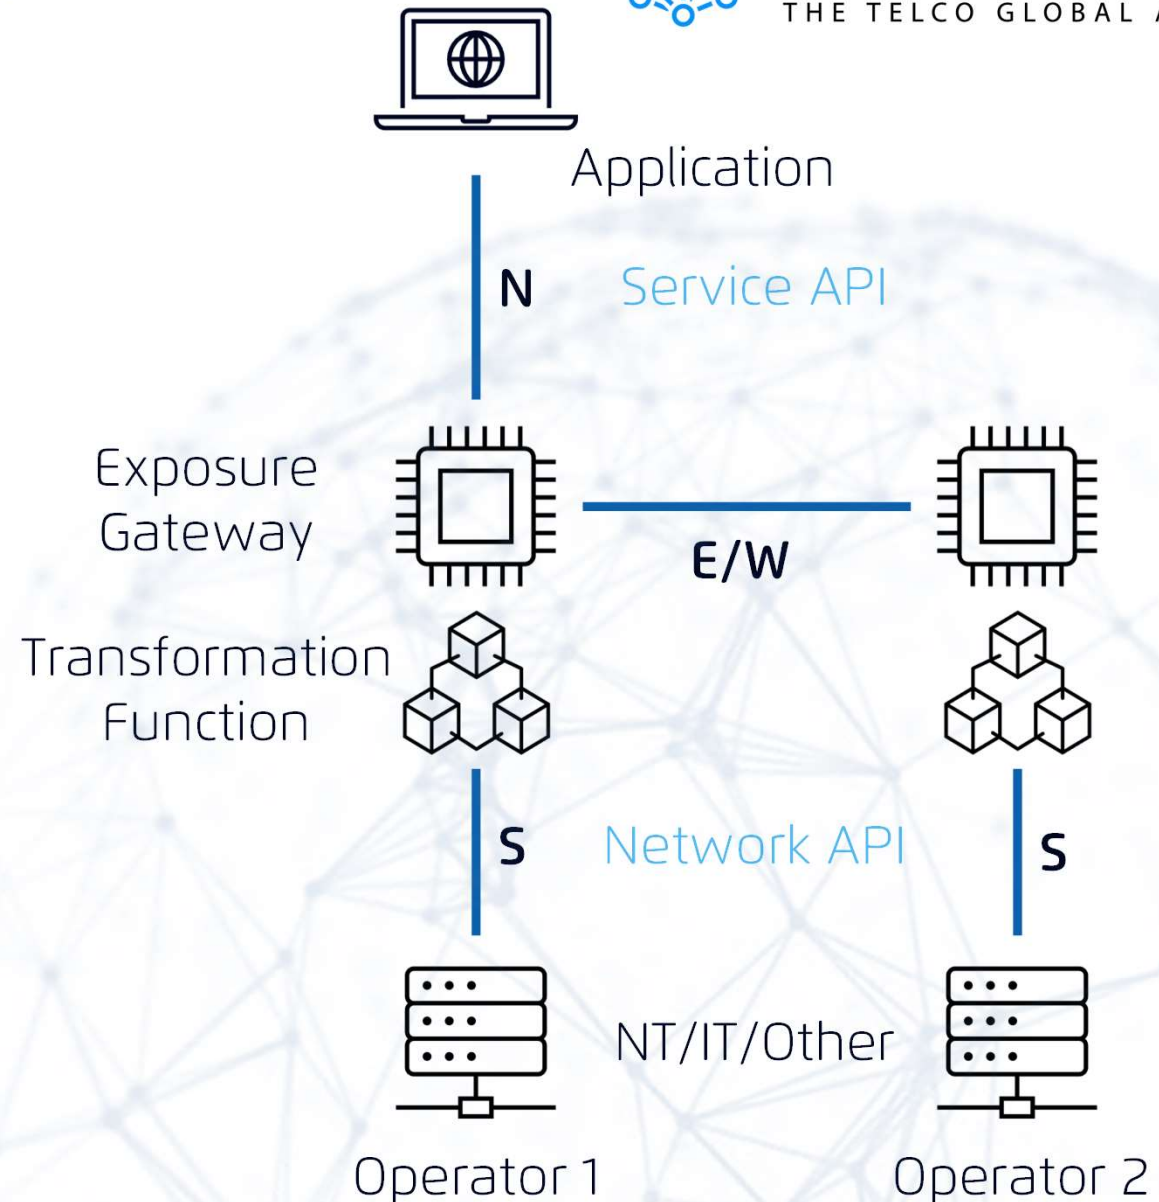 THE TELCO GLOBAL
Application
N
Service API
Exposure
Gateway
E/W
Transformation
Function
S
Network API
S
NT/IT/Other
Operator 1
Operator 2